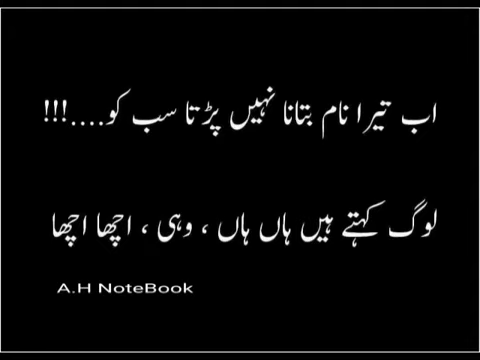 اب تیرا نام بتانا نہیں پڑتا سب کو....!!!
لوگ کہتے ہیں ہاں ہاں ، وہی ، اچھا اچھا
A.H NoteBook